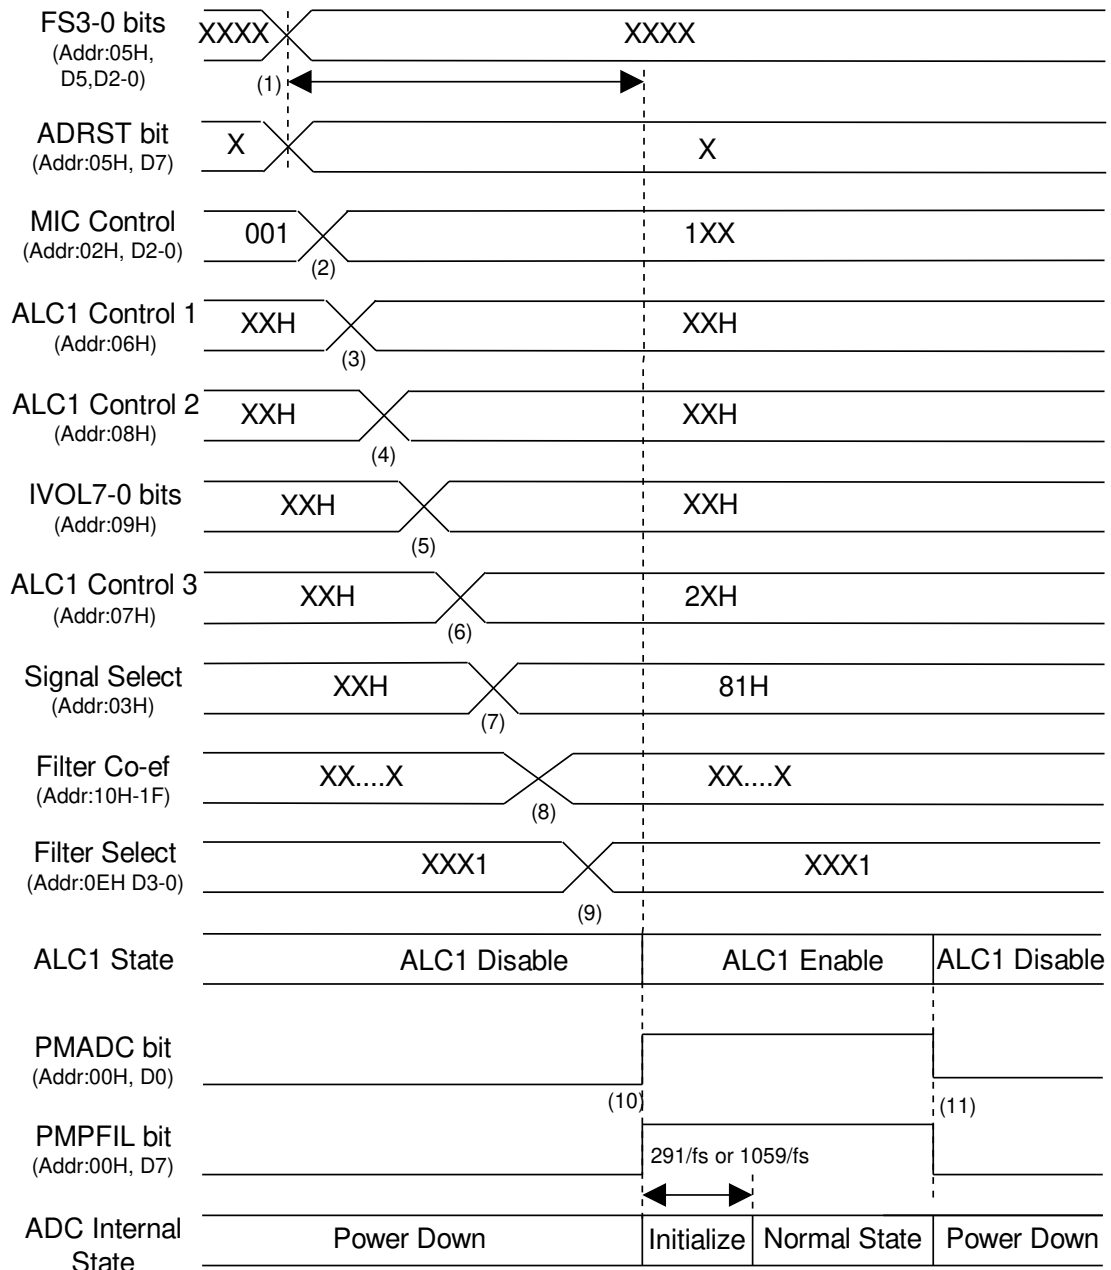 FS3-0 bits
(Addr:05H,
D5,D2-0)
XXXX
XXXX
(1)
ADRST bit
(Addr:05H, D7)
X
X
MIC Control
(Addr:02H, D2-0)
001
1XX
(2)
ALC1 Control 1
(Addr:06H)
XXH
XXH
(3)
ALC1 Control 2
(Addr:08H)
XXH
XXH
(4)
IVOL7-0 bits
(Addr:09H)
XXH
XXH
(5)
ALC1 Control 3
(Addr:07H)
XXH
2XH
(6)
Signal Select
(Addr:03H)
XXH
81H
(7)
Filter Co-ef
(Addr:10H-1F)
XX....X
XX....X
(8)
Filter Select
(Addr:0EH D3-0)
XXX1
XXX1
(9)
ALC1 State
ALC1 Disable
ALC1 Enable
ALC1 Disable
PMADC bit
(Addr:00H, D0)
(10)
(11)
PMPFIL bit
(Addr:00H, D7)
291/fs or 1059/fs
ADC Internal
State
Power Down
Initialize
Normal State
Power Down